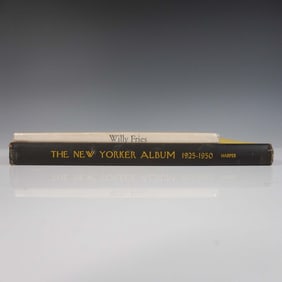 Willy Fries
THE NEW YORKER ALBUM 1925-1950 HARPER